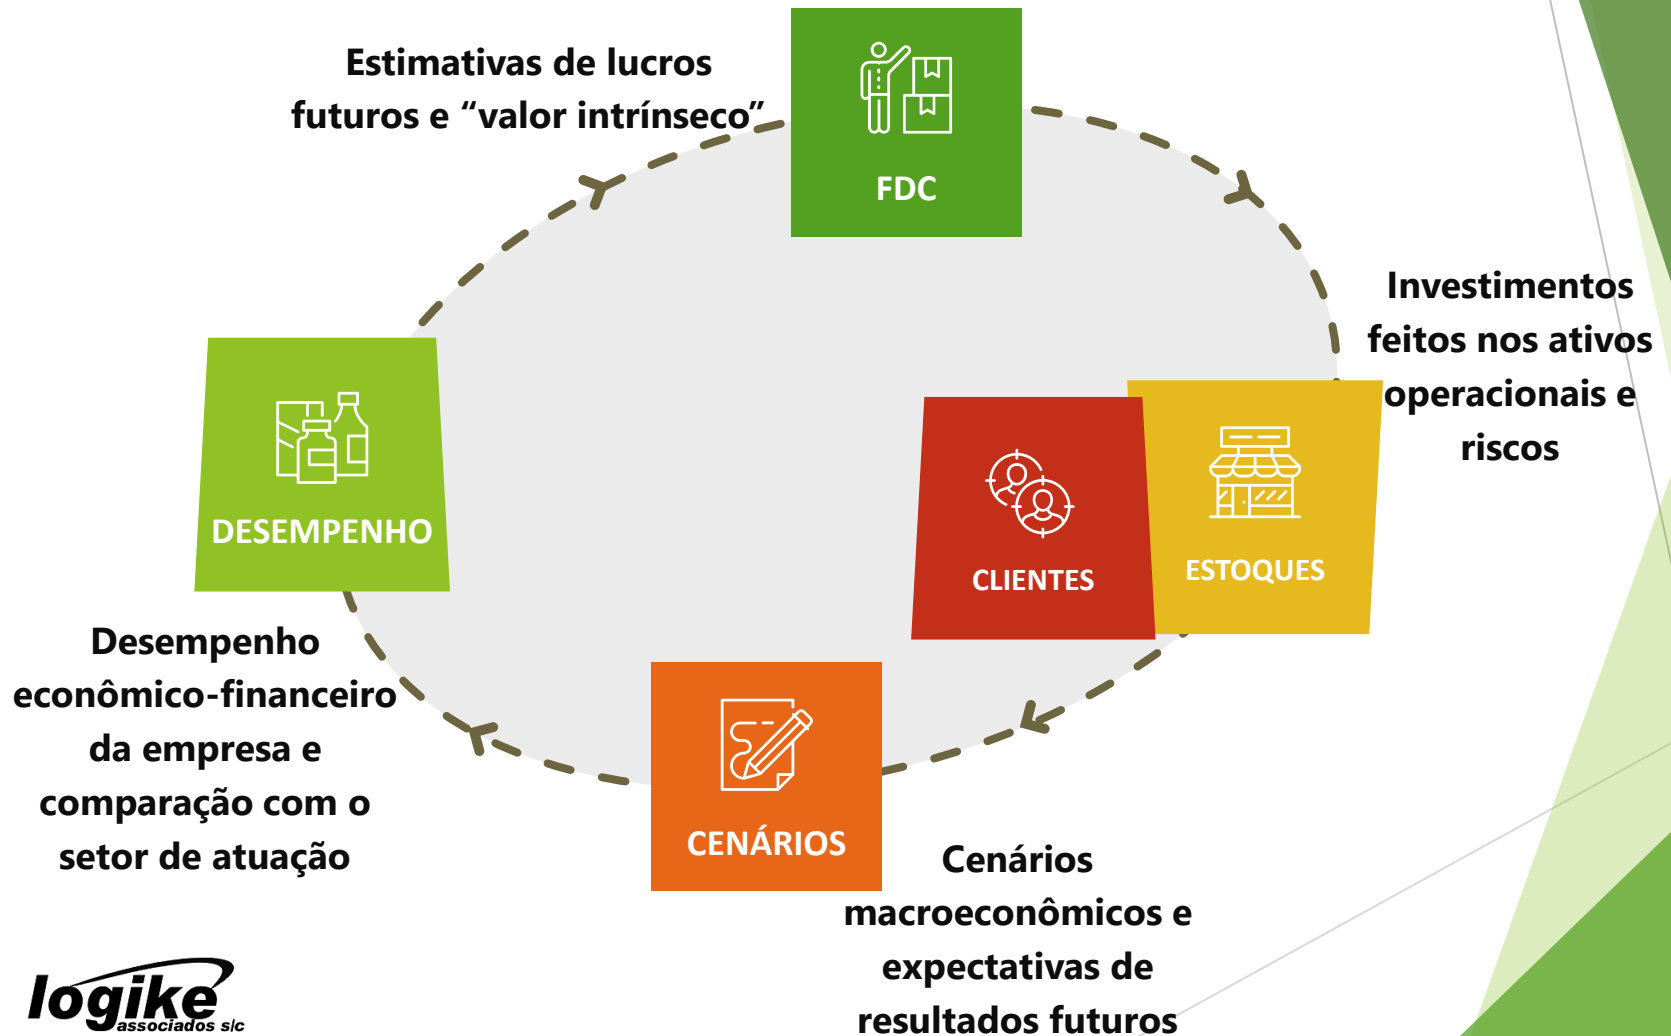 Estimativas de lucros
futuros e “valor intrínseco”
FDC
Investimentos
feitos nos ativos
operacionais e
riscos
DESEMPENHO
CLIENTES
ESTOQUES
Desempenho
econômico-financeiro
da empresa e
comparação com o
setor de atuação
CENÁRIOS
Cenários
macroeconômicos e
expectativas de
resultados futuros
logike
associados s/c